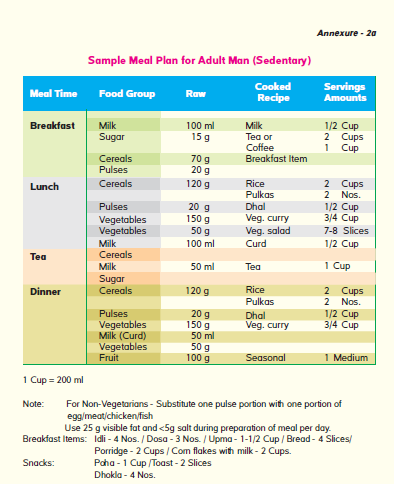 Annexure - 2a
Sample Meal Plan for Adult Man (Sedentary)
Meal Time Food Group Raw Cooked Recipe Servings Amounts
Breakfast Milk 100 ml Milk 1/2 Cup
Sugar 15 g Tea or 2 Cups
Coffee 1 Cup
Cereals 70 g Breakfast Item
Pulses 20 g
Lunch Cereals 120 g Rice 2 Cups
Pulkas 2 Nos.
Pulses 20 g Dhal 1/2 Cup
Vegetables 150 g Veg. curry 3/4 Cup
Vegetables 50 g Veg. salad 7-8 Slices
Milk 100 ml Curd 1/2 Cup
Tea Cereals
Milk 50 ml Tea 1 Cup
Sugar
Dinner Cereals 120 g Rice 2 Cups
Pulkas 2 Nos.
Pulses 20 g Dhal 1/2 Cup
Vegetables 150 g Veg. curry 3/4 Cup
Milk (Curd) 50 ml
Vegetables 50 g
Fruit 100 g Seasonal 1 Medium
1 Cup = 200 ml
Note: For Non-Vegetarians - Substitute one pulse portion with one portion of
egg/meat/chicken/fish
Use 25 g visible fat and <5g salt during preparation of meal per day.
Breakfast Items: Idli - 4 Nos. / Dosa - 3 Nos. / Upma - 1-1/2 Cup / Bread - 4 Slices/
Porridge - 2 Cups / Corn flakes with milk - 2 Cups.
Snacks: Poha - 1 Cup /Toast - 2 Slices
Dhokla - 4 Nos.